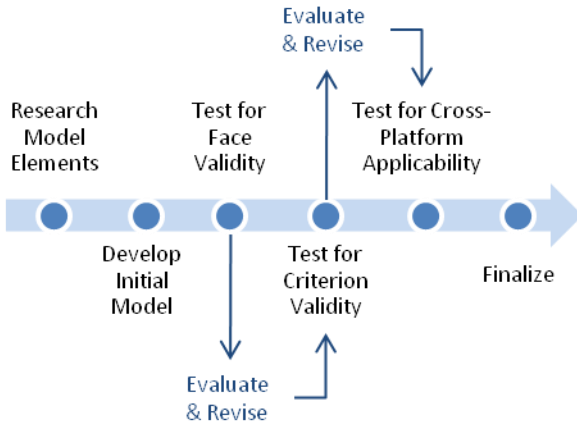 Evaluate
& Revise
Research
Model
Elements
Test for
Face
Validity
Test for Cross-
Platform
Applicability
Develop
Initial
Model
Test for
Criterion
Validity
Finalize
Evaluate
& Revise